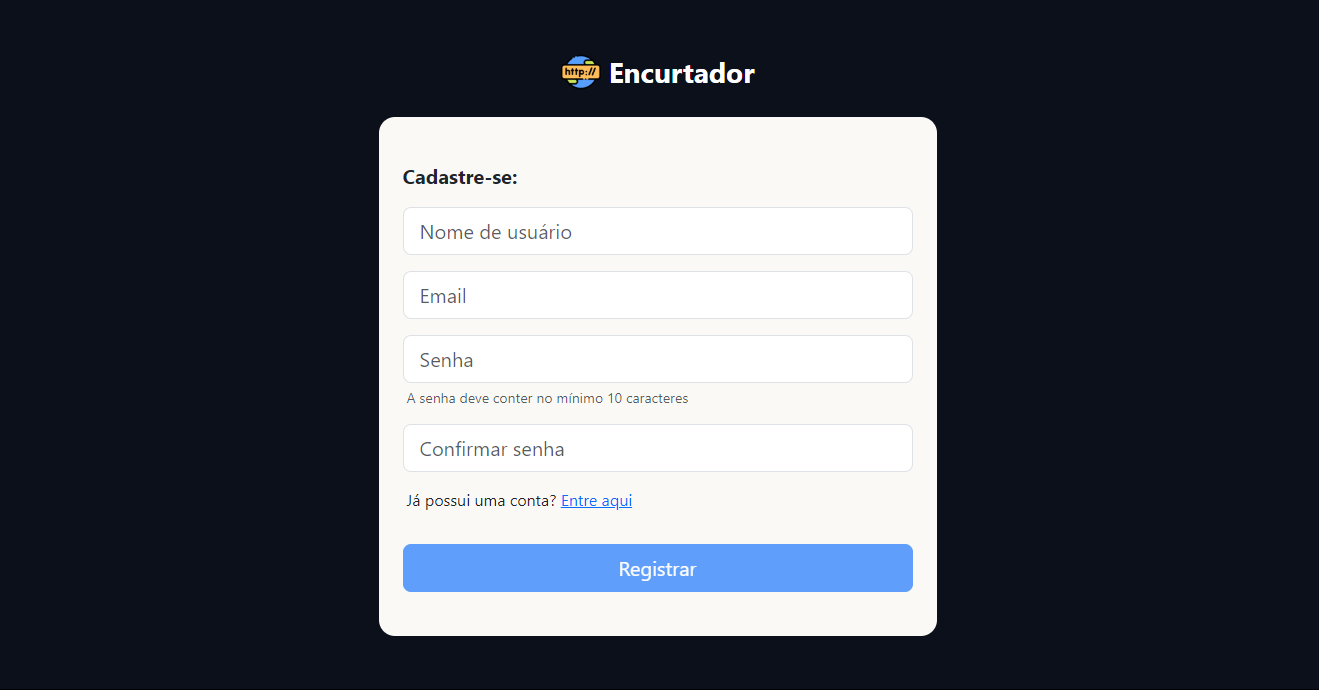 http:// Encurtador
Cadastre-se:
Nome de usuário
Email
Senha
A senha deve conter no mínimo 10 caracteres
Confirmar senha
Já possui uma conta? Entre aqui
Registrar